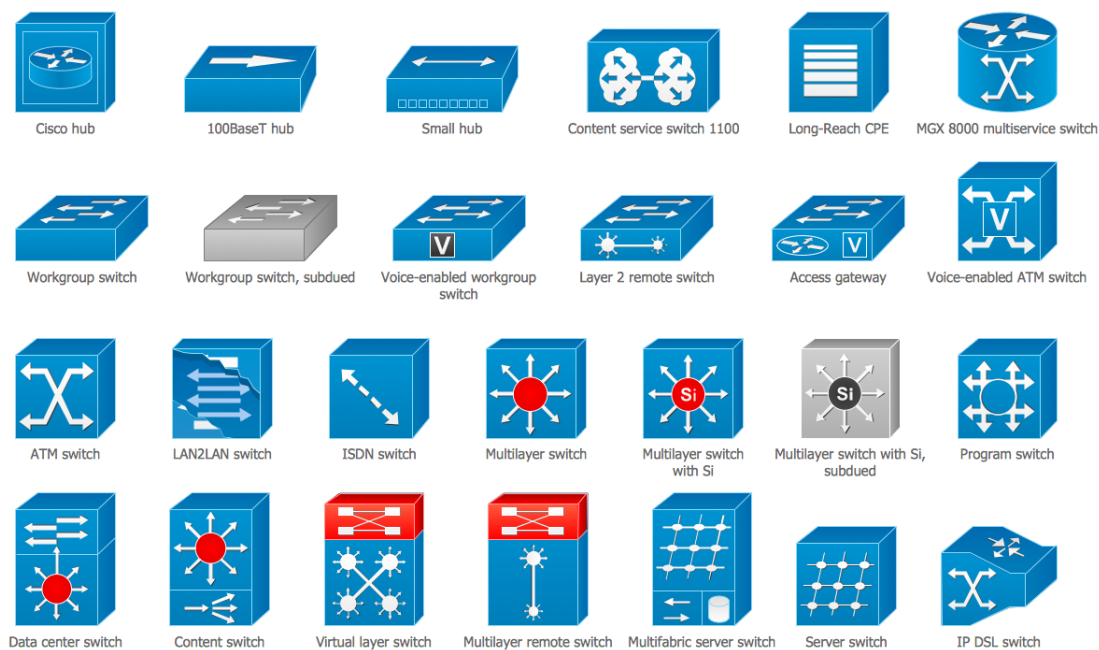 Cisco hub
100BaseT hub
Small hub
Content service switch 1100
Long-Reach CPE
MGX 8000 multiservice switch
V
V
V
Workgroup switch
Workgroup switch, subdued
Voice-enabled workgroup
switch
Layer 2 remote switch
Access gateway
Voice-enabled ATM switch
Si
Si
ATM switch
LAN2LAN switch
ISDN switch
Multilayer switch
Multilayer switch
with Si
Multilayer switch with Si,
subdued
Program switch
Data center switch
Content switch
Virtual layer switch
Multilayer remote switch
Multifabric server switch
Server switch
IP DSL switch